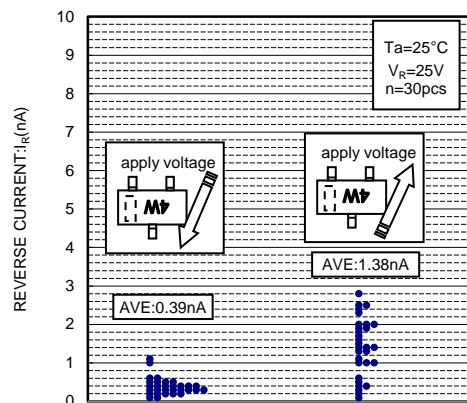 REVERSE CURRENT:IR(nA)
10
9
8
7
6
5
4
3
2
1
0
Ta=25°C
VR=25V
n=30pcs
apply voltage
4W
AVE:0.39nA
apply voltage
4W
AVE:1.38nA